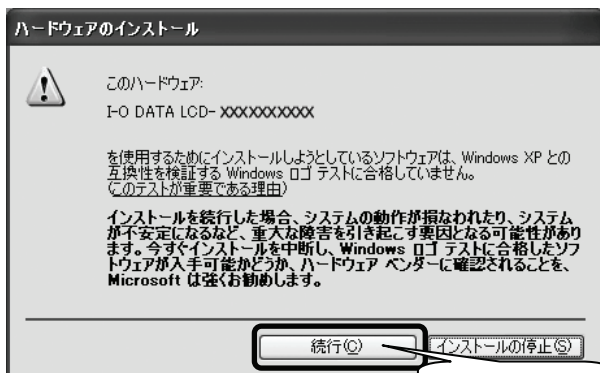 ハードウェアのインストール
このハードウェア:
I-O DATA LCD- XXXXXXXXXX
を使用するためにインストールしようとしているソフトウェアは、Windows XP との
互換性を検証する Windows ロゴ テストに合格していません。
(このテストが重要である理由)
インストールを続行した場合、システムの動作が損なわれたり、システム
が不安定になるなど、重大な障害を引き起こす要因となる可能性があり
ます。今すぐインストールを中断し、Windows ロゴ テストに合格したソフ
トウェアが入手可能かどうか、ハードウェア ベンダーに確認されることを、
Microsoft は強くお勧めします。
続行(C) インストールの停止(S)